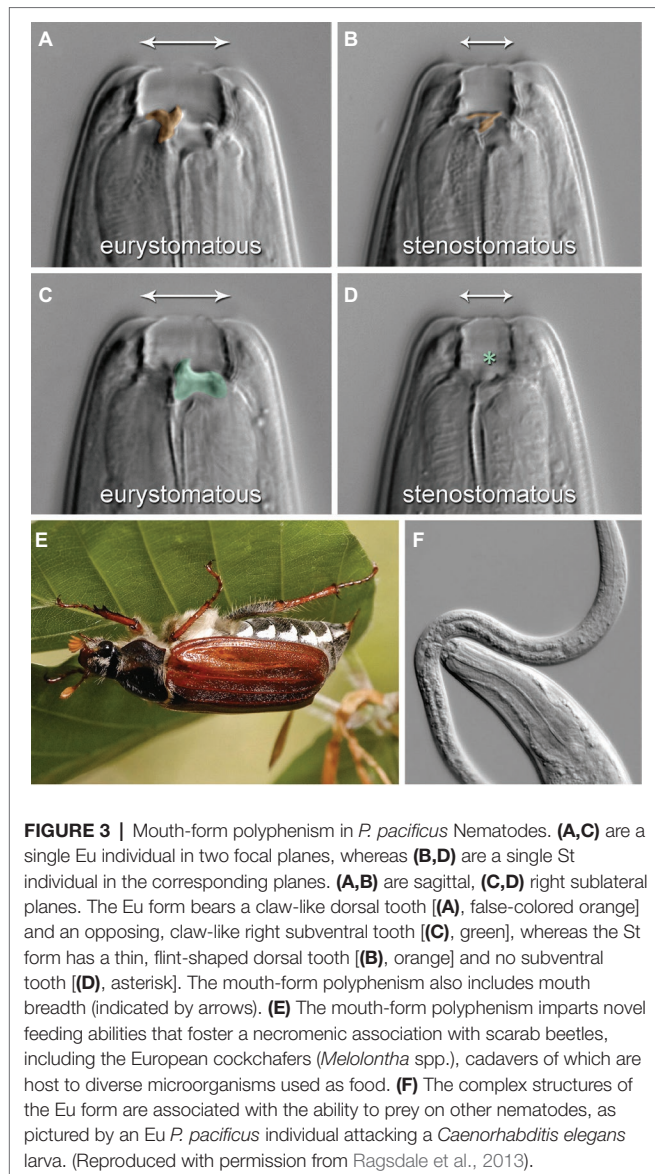 A
B
eurystomatous
stenostomatous
C
D
*
eurystomatous
stenostomatous
E
F
FIGURE 3 | Mouth-form polyphenism in P. pacificus Nematodes. (A,C) are a
single Eu individual in two focal planes, whereas (B,D) are a single St
individual in the corresponding planes. (A,B) are sagittal, (C,D) right sublateral
planes. The Eu form bears a claw-like dorsal tooth [(A), false-colored orange]
and an opposing, claw-like right subventral tooth [(C), green], whereas the St
form has a thin, flint-shaped dorsal tooth [(B), orange] and no subventral
tooth [(D), asterisk]. The mouth-form polyphenism also includes mouth
breadth (indicated by arrows). (E) The mouth-form polyphenism imparts novel
feeding abilities that foster a necromenic association with scarab beetles,
including the European cockchafers (Melolontha spp.), cadavers of which are
host to diverse microorganisms used as food. (F) The complex structures of
the Eu form are associated with the ability to prey on other nematodes, as
pictured by an Eu P. pacificus individual attacking a Caenorhabditis elegans
larva. (Reproduced with permission from Ragsdale et al., 2013).